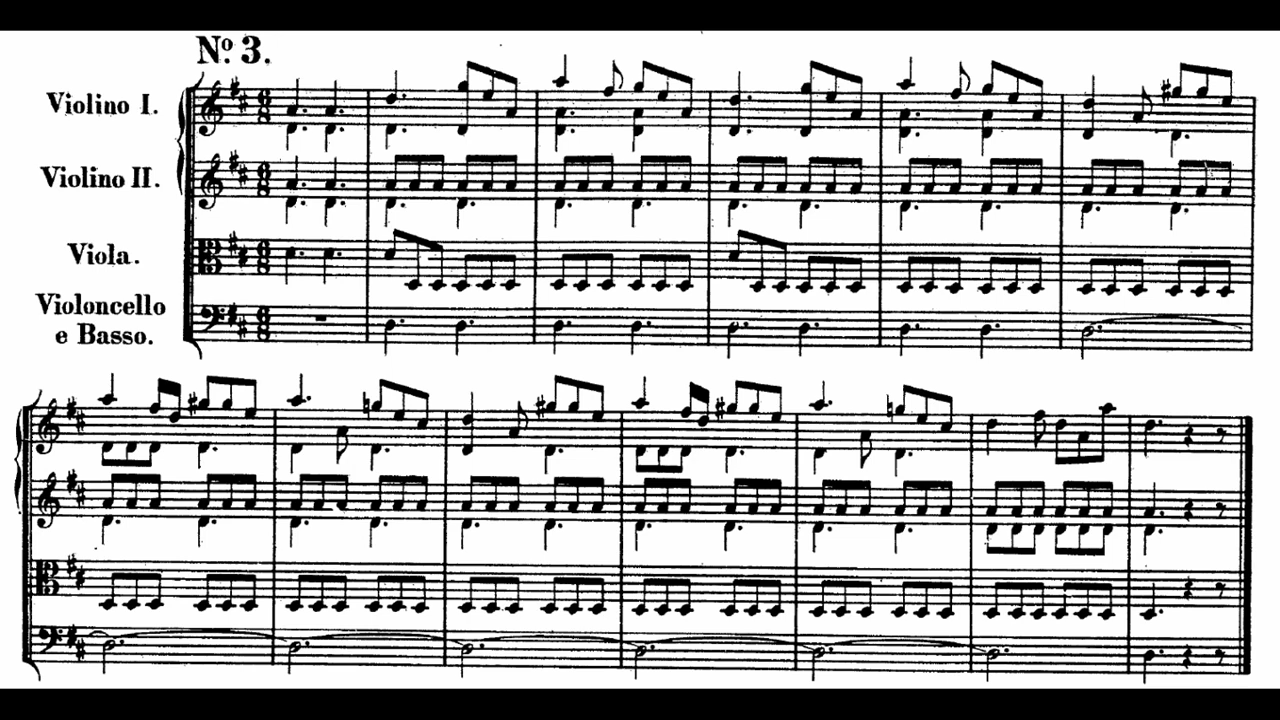 Nº 3.
Violino I.
Violino II.
Viola.
Violoncello
e Basso.